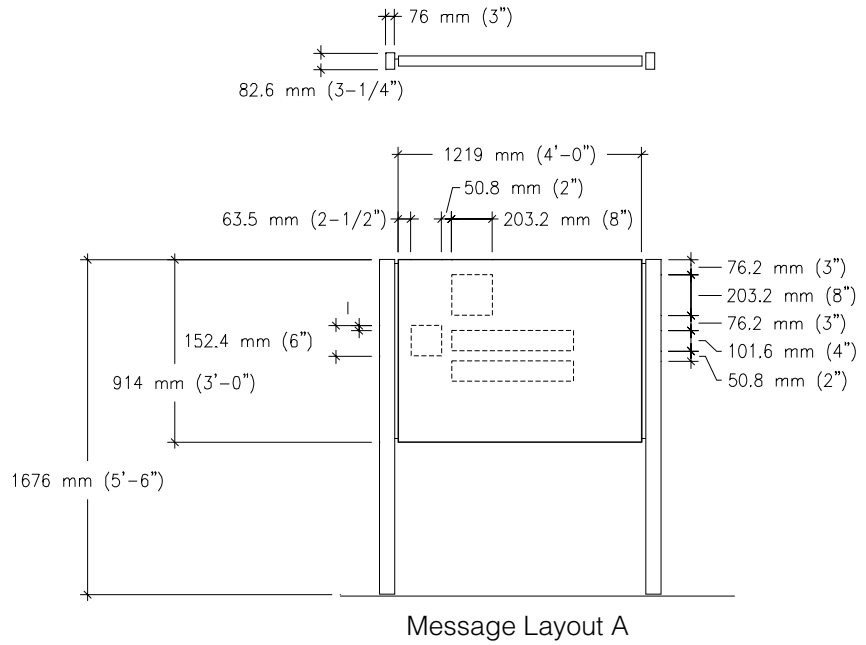 76 mm (3”)
82.6 mm (3-1/4”)
1219 mm (4’-0”)
50.8 mm (2”)
63.5 mm (2-1/2”)
203.2 mm (8”)
76.2 mm (3”)
203.2 mm (8”)
76.2 mm (3”)
152.4 mm (6”)
101.6 mm (4”)
914 mm (3’-0”)
50.8 mm (2”)
1676 mm (5’-6”)
Message Layout A